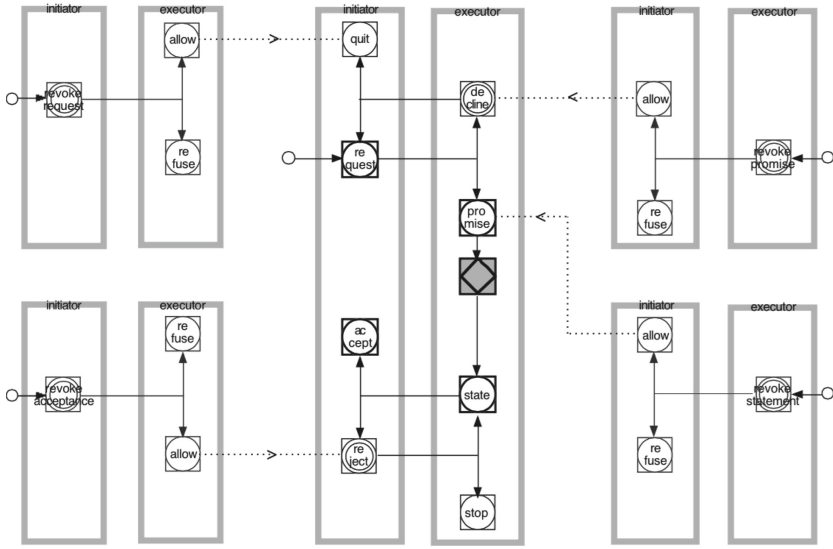 initiator
executor
initiator
executor
initiator
executor
allow
quit
revoke
request
de
cline
allow
re
fuse
re
quest
revoke
promise
pro
mise
re
fuse
initiator
executor
initiator
executor
re
fuse
ac
cept
allow
revoke
acceptance
state
revoke
statement
allow
re
ject
re
fuse
stop